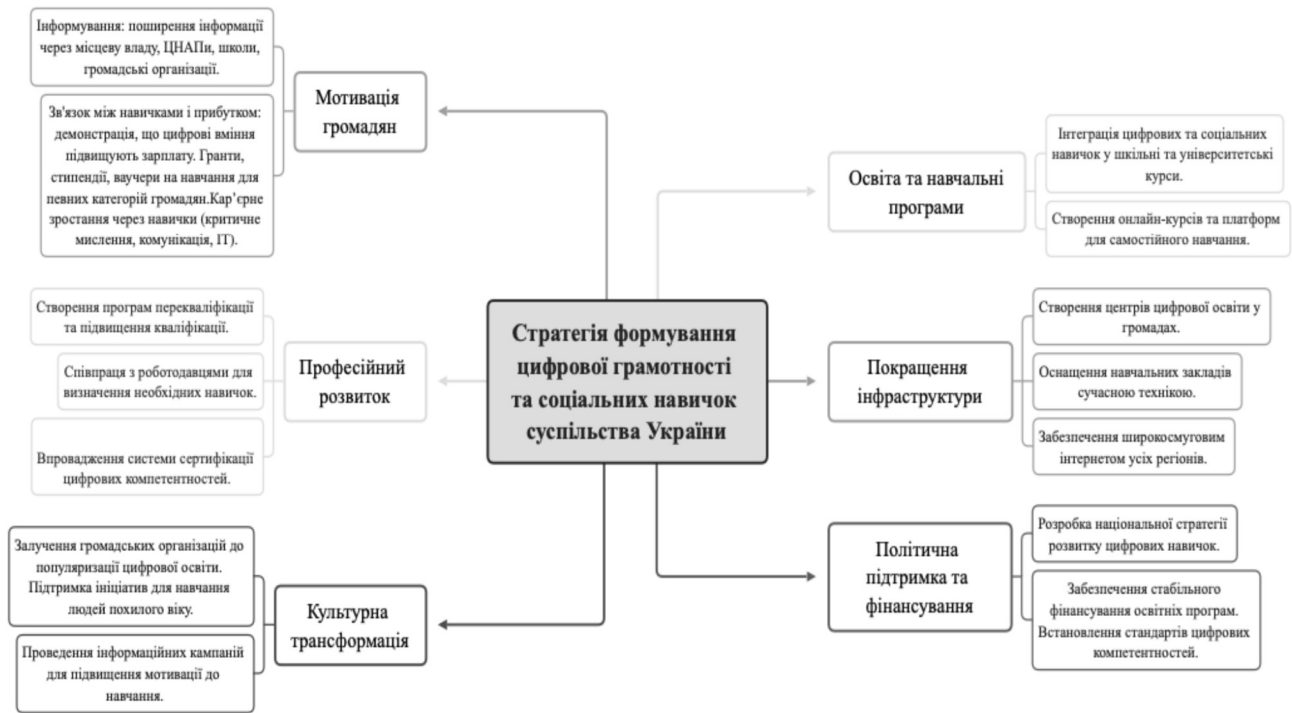 Інформування: поширення інформації
через місцеву владу, ЦНАПи, школи,
громадські організації.
Мотивація
громадян
Зв'язок між навичками і прибутком:
демонстрація, що цифрові вміння
підвищують зарплату. Гранти,
стипендії, ваучери на навчання для
певних категорій громадян.Кар’єрне
зростання через навички (критичне
мислення, комунікація, ІТ).
Створення програм перекваліфікації
та підвищення кваліфікації.
Співпраця з роботодавцями для
визначення необхідних навичок.
Професійний
розвиток
Впровадження системи сертифікації
цифрових компетентностей.
Залучення громадських організацій до
популяризації цифрової освіти.
Підтримка ініціатив для навчання
людей похилого віку.
Культурна
трансформація
Проведення інформаційних кампаній
для підвищення мотивації до
навчання.
Стратегія формування
цифрової грамотності
та соціальних навичок
суспільства України
Освіта та навчальні
програми
Інтеграція цифрових та соціальних
навичок у шкільні та університетські
курси.
Створення онлайн-курсів та платформ
для самостійного навчання.
Покращення
інфраструктури
Створення центрів цифрової освіти у
громадах.
Оснащення навчальних закладів
сучасною технікою.
Забезпечення широкосмуговим
інтернетом усіх регіонів.
Політична
підтримка та
фінансування
Розробка національної стратегії
розвитку цифрових навичок.
Забезпечення стабільного
фінансування освітніх програм.
Встановлення стандартів цифрових
компетентностей.